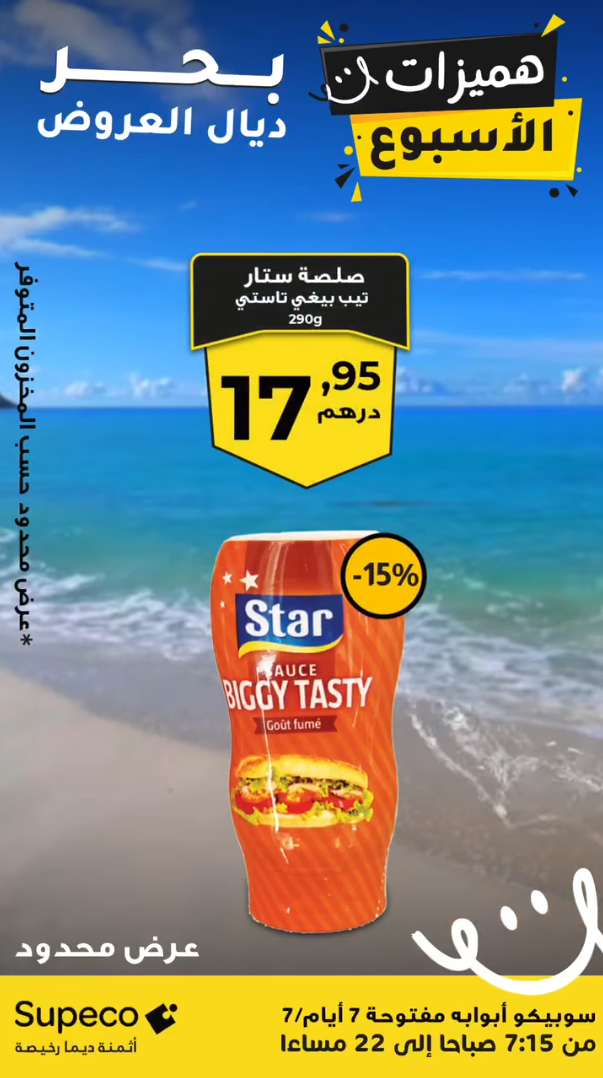 بحر
ديال العروض
هميزات
الأسبوع
صلصة ستار
تيب بيغي تاستي
290g
17,95
درهم
*عرض محدود حسب المخزون المتوفر
-15%
Star
SAUCE
BIGGY TASTY
Goût fumé
عرض محدود
Supeco
أثمنة ديما رخيصة
سوبيكو أبوابه مفتوحة 7 أيام/7
من 7:15 صباحا إلى 22 مساءا